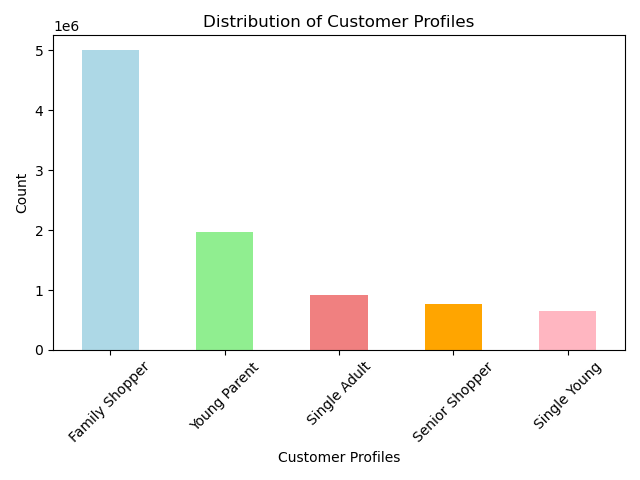 Distribution of Customer Profiles
1e6
5
4
3
2
1
0
Count
Family Shopper
Young Parent
Single Adult
Senior Shopper
Single Young
Customer Profiles